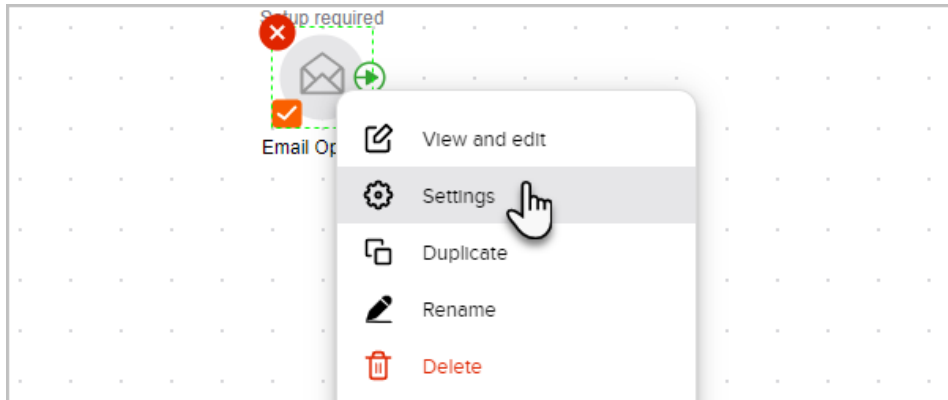 Setup required
Email Op
View and edit
Settings
Duplicate
Rename
Delete